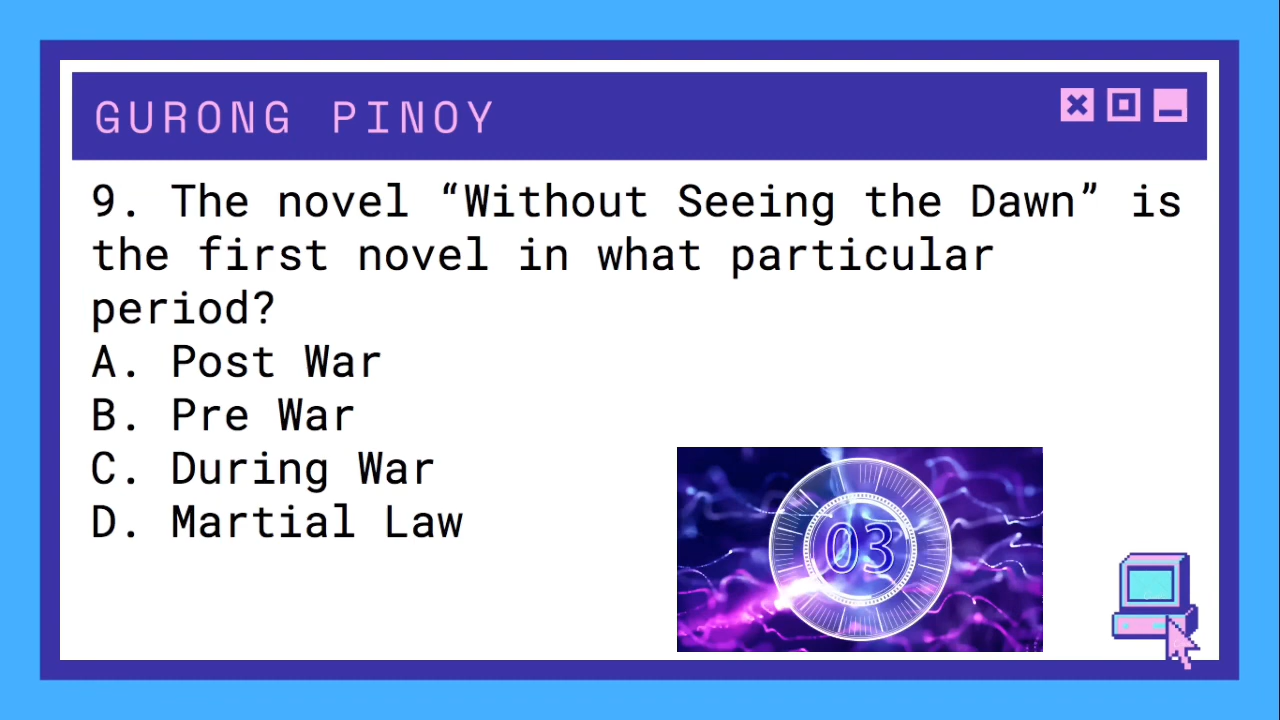 GURONG PINOY
9. The novel “Without Seeing the Dawn” is
the first novel in what particular
period?
A. Post War
B. Pre War
C. During War
D. Martial Law
03